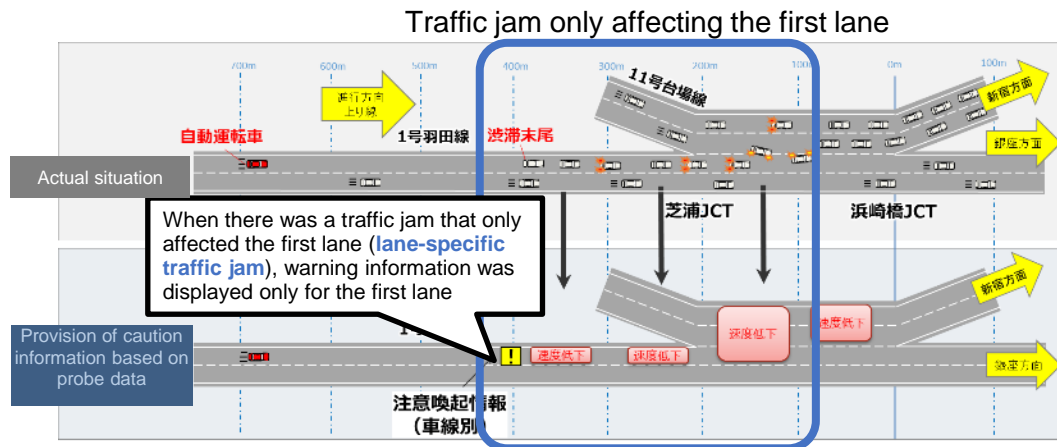 Traffic jam only affecting the first lane
700m
600m
500m
400m
300m
200m
100m
0m
100m
進行方向
上り線
11号台場線
新宿方面
自動運転車
1号羽田線
渋滞末尾
銀座方面
Actual situation
芝浦JCT
浜崎橋JCT
When there was a traffic jam that only
affected the first lane (lane-specific
traffic jam), warning information was
displayed only for the first lane
新宿方面
Provision of caution
information based on
probe data
!
速度低下
速度低下
速度低下
速度低下
銀座方面
注意喚起情報
（車線別）